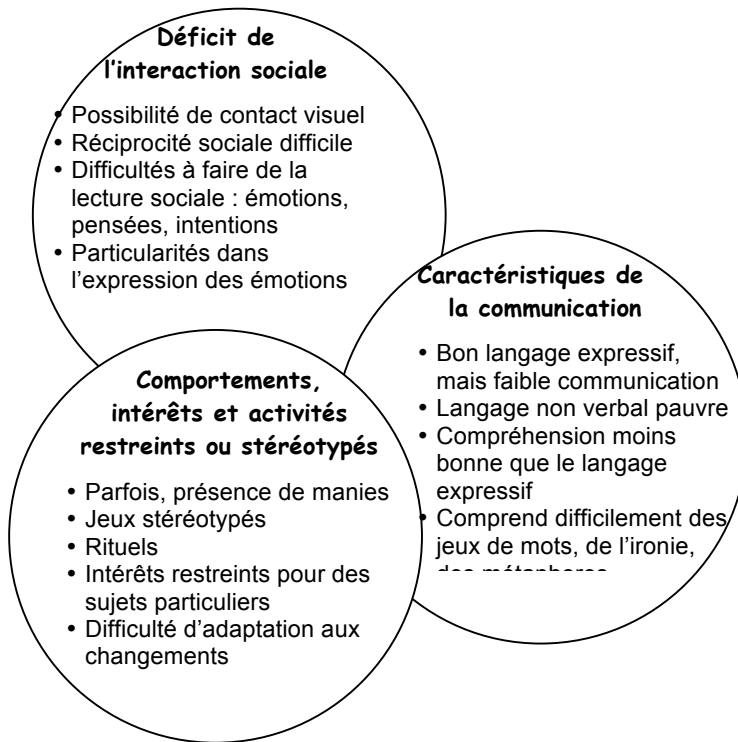 Déficit de
l'interaction sociale
• Possibilité de contact visuel
• Réciprocité sociale difficile
• Difficultés à faire de la
lecture sociale : émotions,
pensées, intentions
• Particularités dans
l'expression des émotions
Caractéristiques de
la communication
• Bon langage expressif,
mais faible communication
• Langage non verbal pauvre
• Compréhension moins
bonne que le langage
expressif
• Comprend difficilement des
jeux de mots, de l'ironie,
Comportements,
intérêts et activités
restreints ou stéréotypés
• Parfois, présence de manies
• Jeux stéréotypés
• Rituels
• Intérêts restreints pour des
sujets particuliers
• Difficulté d'adaptation aux
changements